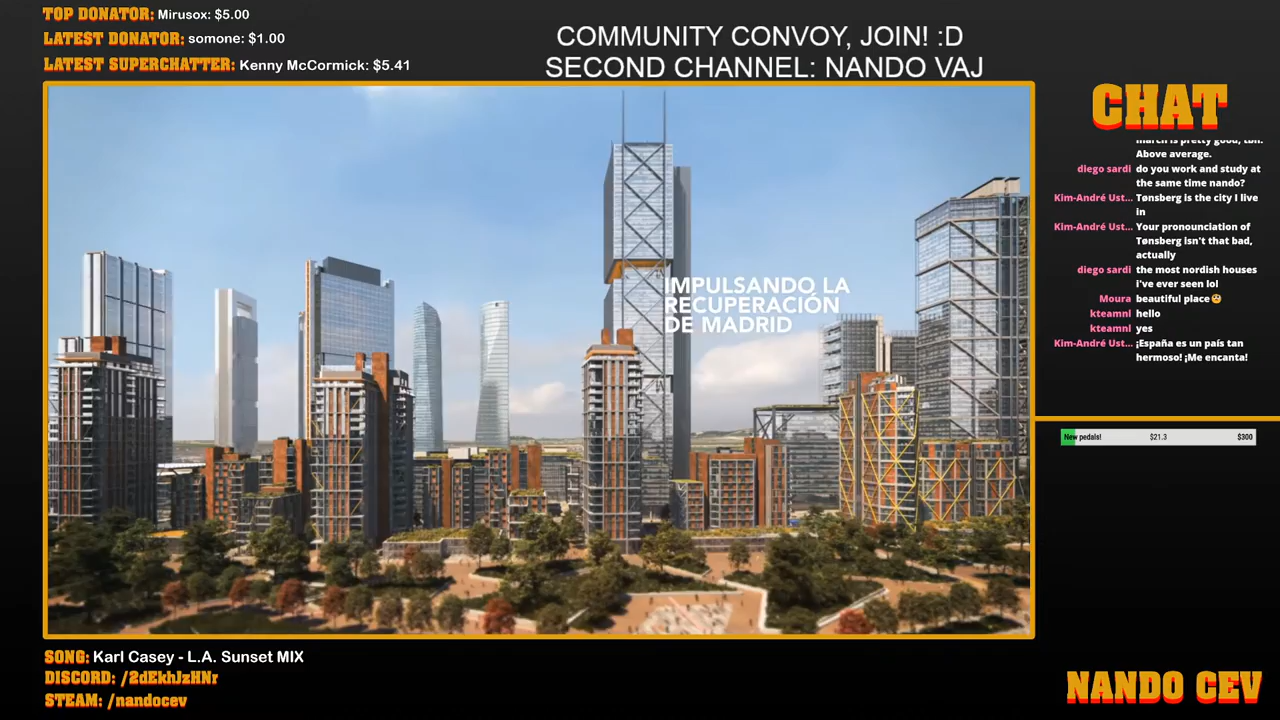 TOP DONATOR: Mirusox: $5.00
LATEST DONATOR: somone: $1.00
LATEST SUPERCHATTER: Kenny McCormick: $5.41
COMMUNITY CONVOY, JOIN! :D
SECOND CHANNEL: NANDO VAJ
IMPULSANDO LA
RECUPERACIÓN
DE MADRID
CHAT
march is pretty good, tbh.
Above average.
diego sardi do you work and study at
the same time nando?
Kim-André Ust... Tønsberg is the city I live
in
Kim-André Ust... Your pronounciation of
Tønsberg isn't that bad,
actually
diego sardi the most nordish houses
i've ever seen lol
Moura beautiful place
kteamnl hello
kteamnl yes
Kim-André Ust... ¡España es un país tan
hermoso! ¡Me encanta!
New pedals! $21.3 $300
SONG: Karl Casey - L.A. Sunset MIX
DISCORD: /2dEkhJzHNr
STEAM: /nandocev
NANDO CEV